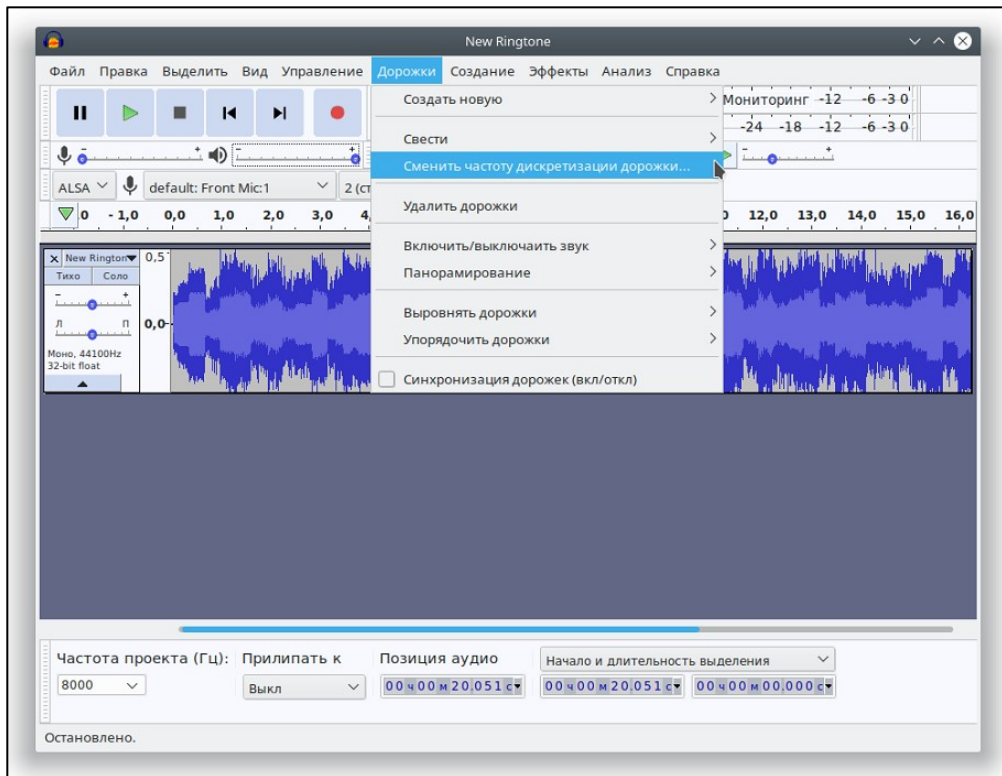 New Ringtone
Файл Правка Выделить Вид Управление Дорожки Создание Эффекты Анализ Справка
Создать новую
Мониторинг -12 -6 -3 0
Свести
-24 -18 -12 -6 -3 0
Сменить частоту дискретизации дорожки...
ALSA default: Front Mic:1 2 (ст
Удалить дорожки
0 - 1,0 0,0 1,0 2,0 3,0 4, 12,0 13,0 14,0 15,0 16,0
Включить/выключаить звук
Панорамирование
Выровнять дорожки
Упорядочить дорожки
Синхронизация дорожек (вкл/откл)
x New Rington 0,5
Тихо Соло
- +
Л П 0,0
Моно, 44100Hz
32-bit float
Частота проекта (Гц): Прилипать к Позиция аудио Начало и длительность выделения
8000 Выкл 00 ч 00 м 20.051 с 00 ч 00 м 20.051 с 00 ч 00 м 00.000 с
Остановлено.